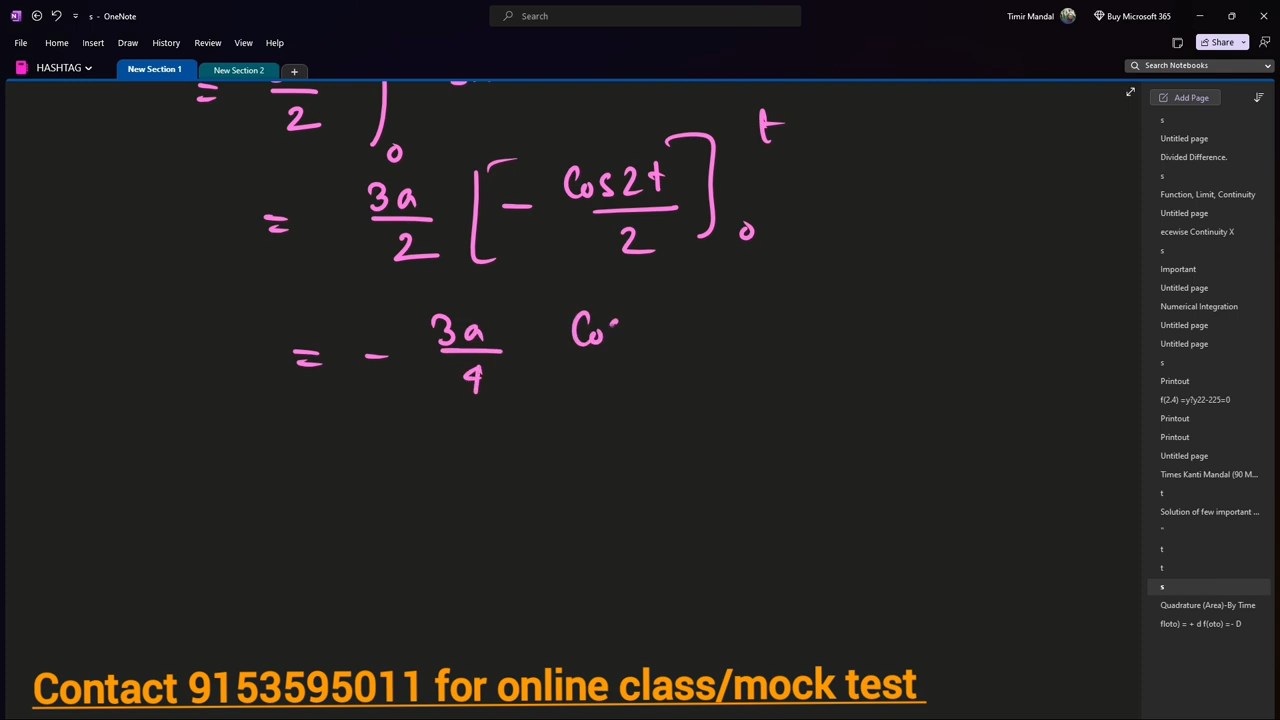 s - OneNote
Search
Timir Mandal
Buy Microsoft 365
File Home Insert Draw History Review View Help
Share
HASHTAG
New Section 1
New Section 2
+
Search Notebooks
Add Page
s
Untitled page
Divided Difference.
s
Function, Limit, Continuity
Untitled page
ecewise Continuity X
s
Important
Untitled page
Numerical Integration
Untitled page
Untitled page
s
Printout
f(2.4) =y?y22-225=0
Printout
Printout
Untitled page
Times Kanti Mandal (90 M...
t
Solution of few important ...
"
t
t
s
Quadrature (Area)-By Time
floto) = + d f(oto) =- D
= /2 ∫0
= 3a/2 [ - Cos2t/2 ]0^t
= - 3a/4 Co
Contact 9153595011 for online class/mock test